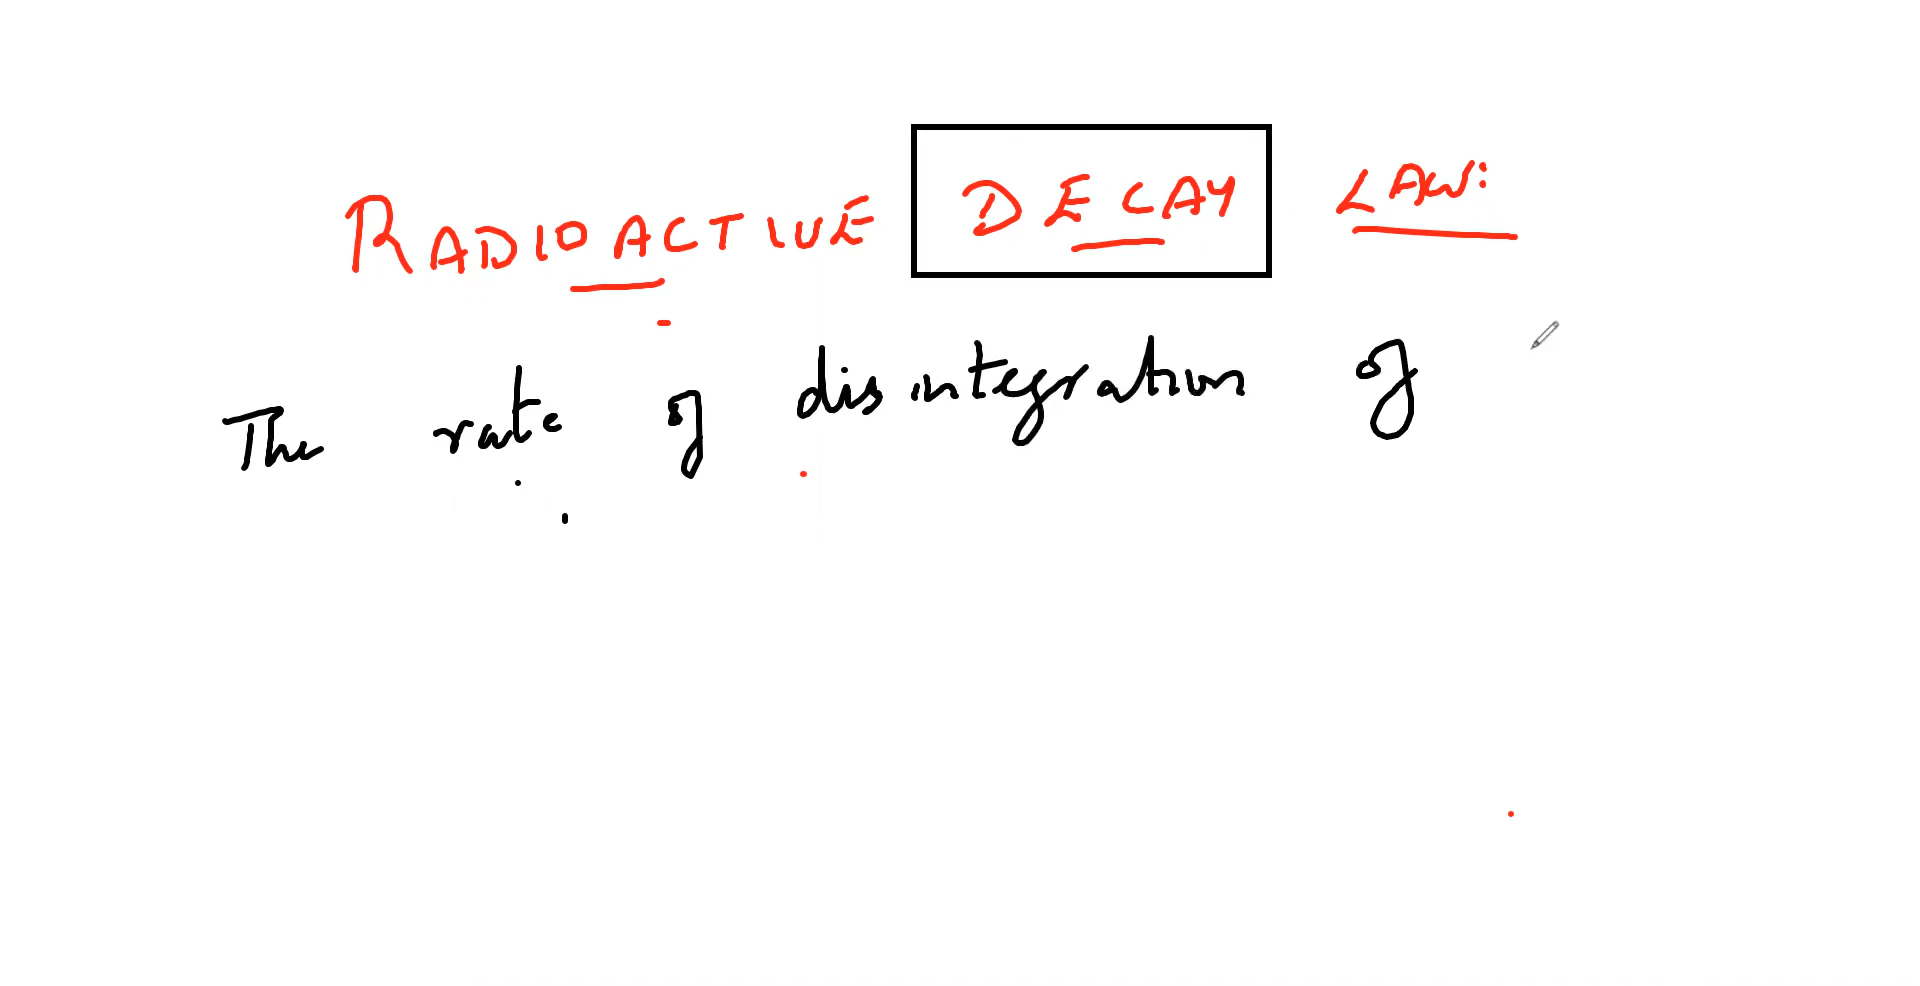 RADIOACTIVE DECAY LAW:
The rate of disintegration of